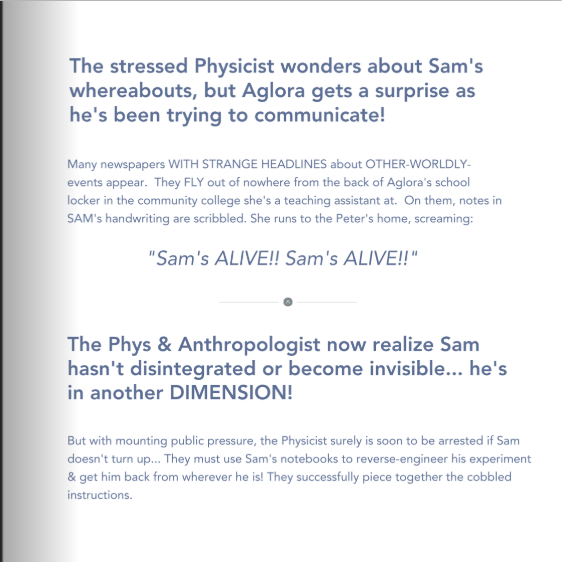 The stressed Physicist wonders about Sam's
whereabouts, but Aglora gets a surprise as
he's been trying to communicate!
Many newspapers WITH STRANGE HEADLINES about OTHER-WORLDLY-
events appear.  They FLY out of nowhere from the back of Aglora's school
locker in the community college she's a teaching assistant at.  On them, notes in
SAM's handwriting are scribbled. She runs to the Peter's home, screaming:
"Sam's ALIVE!! Sam's ALIVE!!"
The Phys & Anthropologist now realize Sam
hasn't disintegrated or become invisible... he's
in another DIMENSION!
But with mounting public pressure, the Physicist surely is soon to be arrested if Sam
doesn't turn up... They must use Sam's notebooks to reverse-engineer his experiment
& get him back from wherever he is! They successfully piece together the cobbled
instructions.